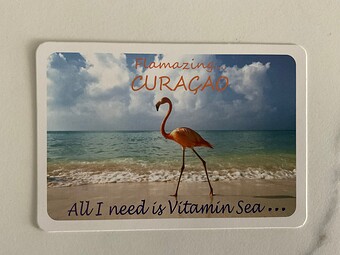 Flamazing
CURAÇAO
All I need is Vitamin Sea...